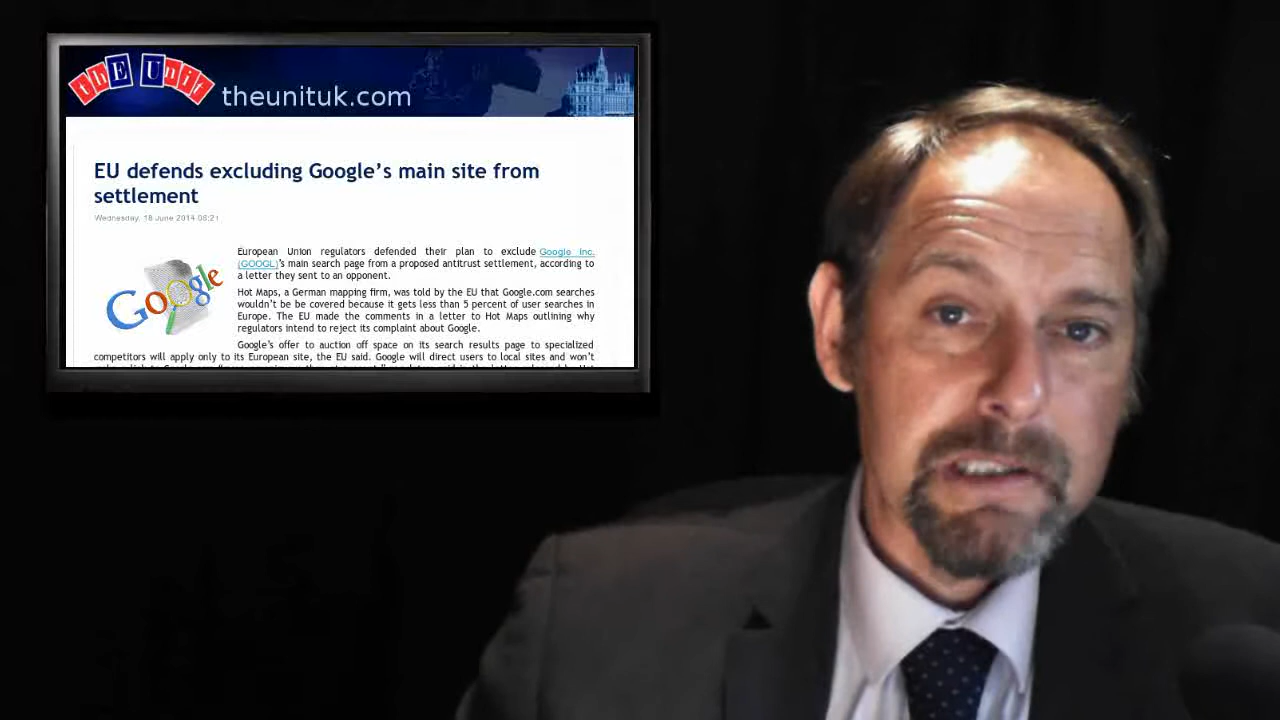 thE Unit
theunituk.com
EU defends excluding Google's main site from
settlement
Wednesday, 18 June 2014 08:21
European Union regulators defended their plan to exclude Google Inc.
(GOOGL)'s main search page from a proposed antitrust settlement, according to
a letter they sent to an opponent.
Google
Hot Maps, a German mapping firm, was told by the EU that Google.com searches
wouldn't be be covered because it gets less than 5 percent of user searches in
Europe. The EU made the comments in a letter to Hot Maps outlining why
regulators intend to reject its complaint about Google.
Google's offer to auction off space on its search results page to specialized
competitors will apply only to its European site, the EU said. Google will direct users to local sites and won't